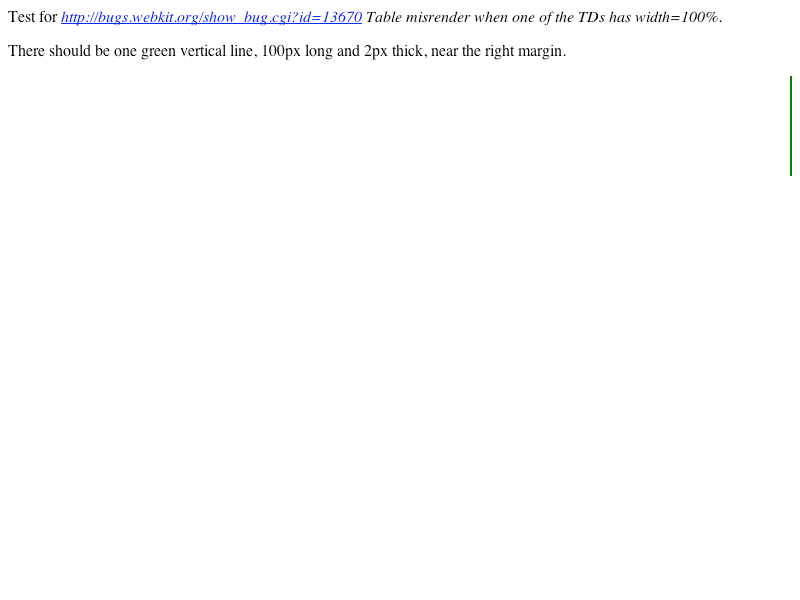 Test for http://bugs.webkit.org/show_bug.cgi?id=13670 Table misrender when one of the TDs has width=100%.
There should be one green vertical line, 100px long and 2px thick, near the right margin.